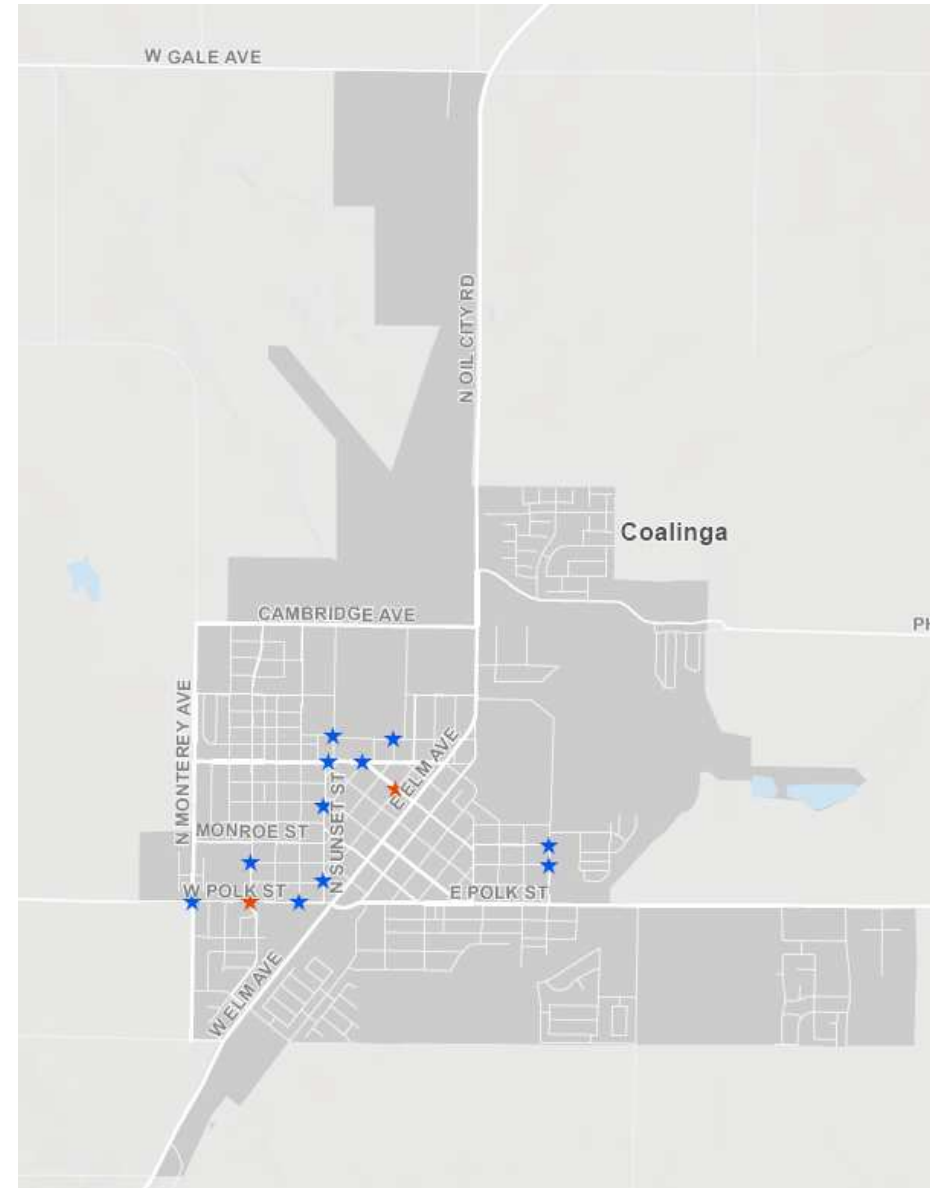 W GALE AVE
N OIL CITY RD
Coalinga
CAMBRIDGE AVE
PH
N MONTEREY AVE
E ELM AVE
N SUNSET ST
MONROE ST
W POLK ST
E POLK ST
W ELM AVE